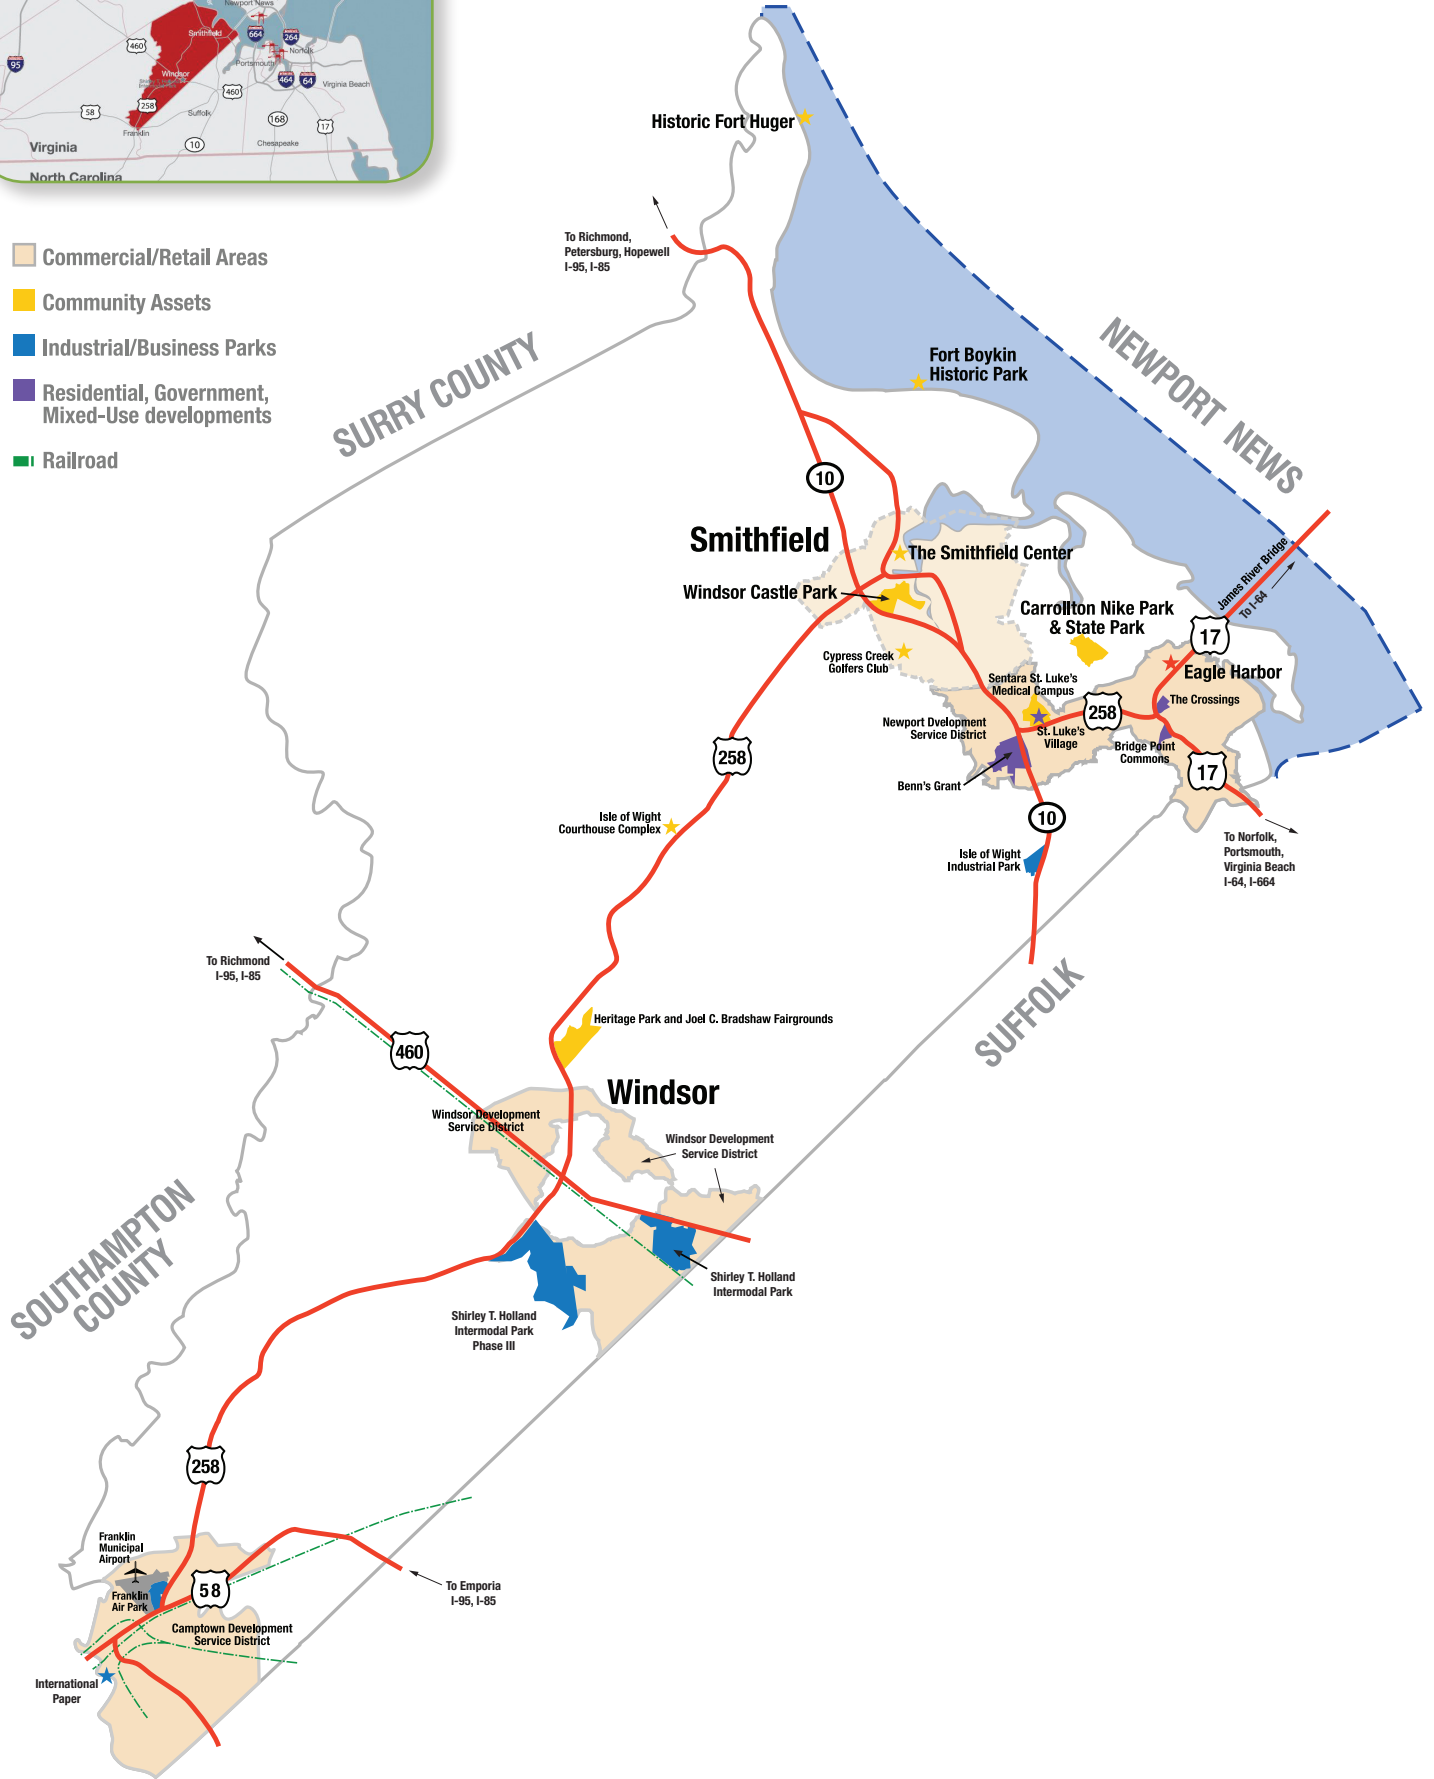 Newport News
Smithfield
460
664
264
Norfolk
95
Portsmouth
Windsor
464
64
460
Virginia Beach
258
58
Suffolk
168
17
Franklin
10
Chesapeake
Virginia
North Carolina
Commercial/Retail Areas
Community Assets
Industrial/Business Parks
Residential, Government,
Mixed-Use developments
Railroad
Historic Fort Huger
To Richmond,
Petersburg, Hopewell
I-95, I-85
SURRY COUNTY
NEWPORT NEWS
Fort Boykin
Historic Park
10
Smithfield
The Smithfield Center
Windsor Castle Park
James River Bridge
To I-64
Carrollton Nike Park
& State Park
17
Cypress Creek
Golfers Club
Eagle Harbor
Sentara St. Luke's
Medical Campus
The Crossings
258
Newport Dvelopment
Service District
St. Luke's
Village
Bridge Point
Commons
258
17
Benn's Grant
10
Isle of Wight
Courthouse Complex
To Norfolk,
Portsmouth,
Virginia Beach
I-64, I-664
Isle of Wight
Industrial Park
To Richmond
I-95, I-85
SUFFOLK
Heritage Park and Joel C. Bradshaw Fairgrounds
460
Windsor
Windsor Development
Service District
Windsor Development
Service District
SOUTHAMPTON
COUNTY
Shirley T. Holland
Intermodal Park
Shirley T. Holland
Intermodal Park
Phase III
258
Franklin
Municipal
Airport
58
Franklin
Air Park
To Emporia
I-95, I-85
Camptown Development
Service District
International
Paper